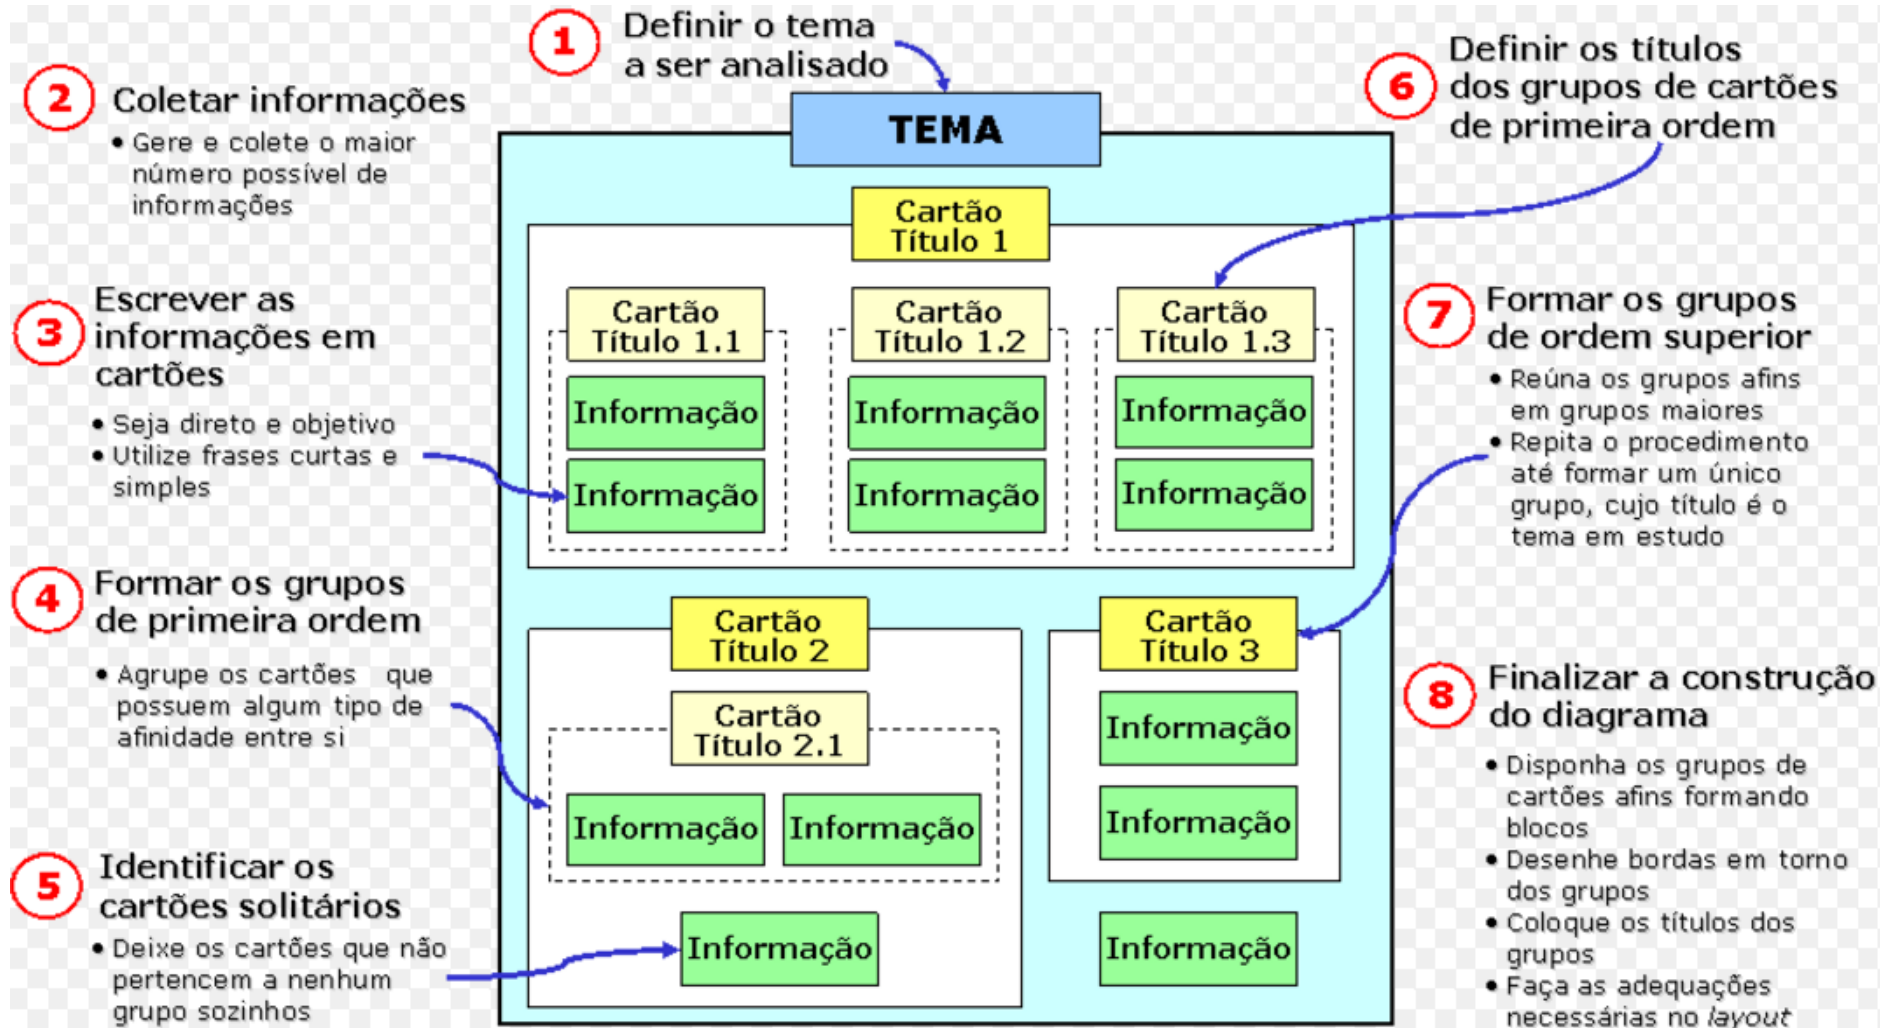 1
Definir o tema
a ser analisado
2
Coletar informações
• Gere e colete o maior
número possível de
informações
3
Escrever as
informações em
cartões
• Seja direto e objetivo
• Utilize frases curtas e
simples
4
Formar os grupos
de primeira ordem
• Agrupe os cartões que
possuem algum tipo de
afinidade entre si
5
Identificar os
cartões solitários
• Deixe os cartões que não
pertencem a nenhum
grupo sozinhos
TEMA
Cartão
Título 1
Cartão
Título 1.1
Informação
Informação
Cartão
Título 1.2
Informação
Informação
Cartão
Título 1.3
Informação
Informação
Cartão
Título 2
Cartão
Título 2.1
Informação
Informação
Informação
Cartão
Título 3
Informação
Informação
Informação
6
Definir os títulos
dos grupos de cartões
de primeira ordem
7
Formar os grupos
de ordem superior
• Reúna os grupos afins
em grupos maiores
• Repita o procedimento
até formar um único
grupo, cujo título é o
tema em estudo
8
Finalizar a construção
do diagrama
• Disponha os grupos de
cartões afins formando
blocos
• Desenhe bordas em torno
dos grupos
• Coloque os títulos dos
grupos
• Faça as adequações
necessárias no layout